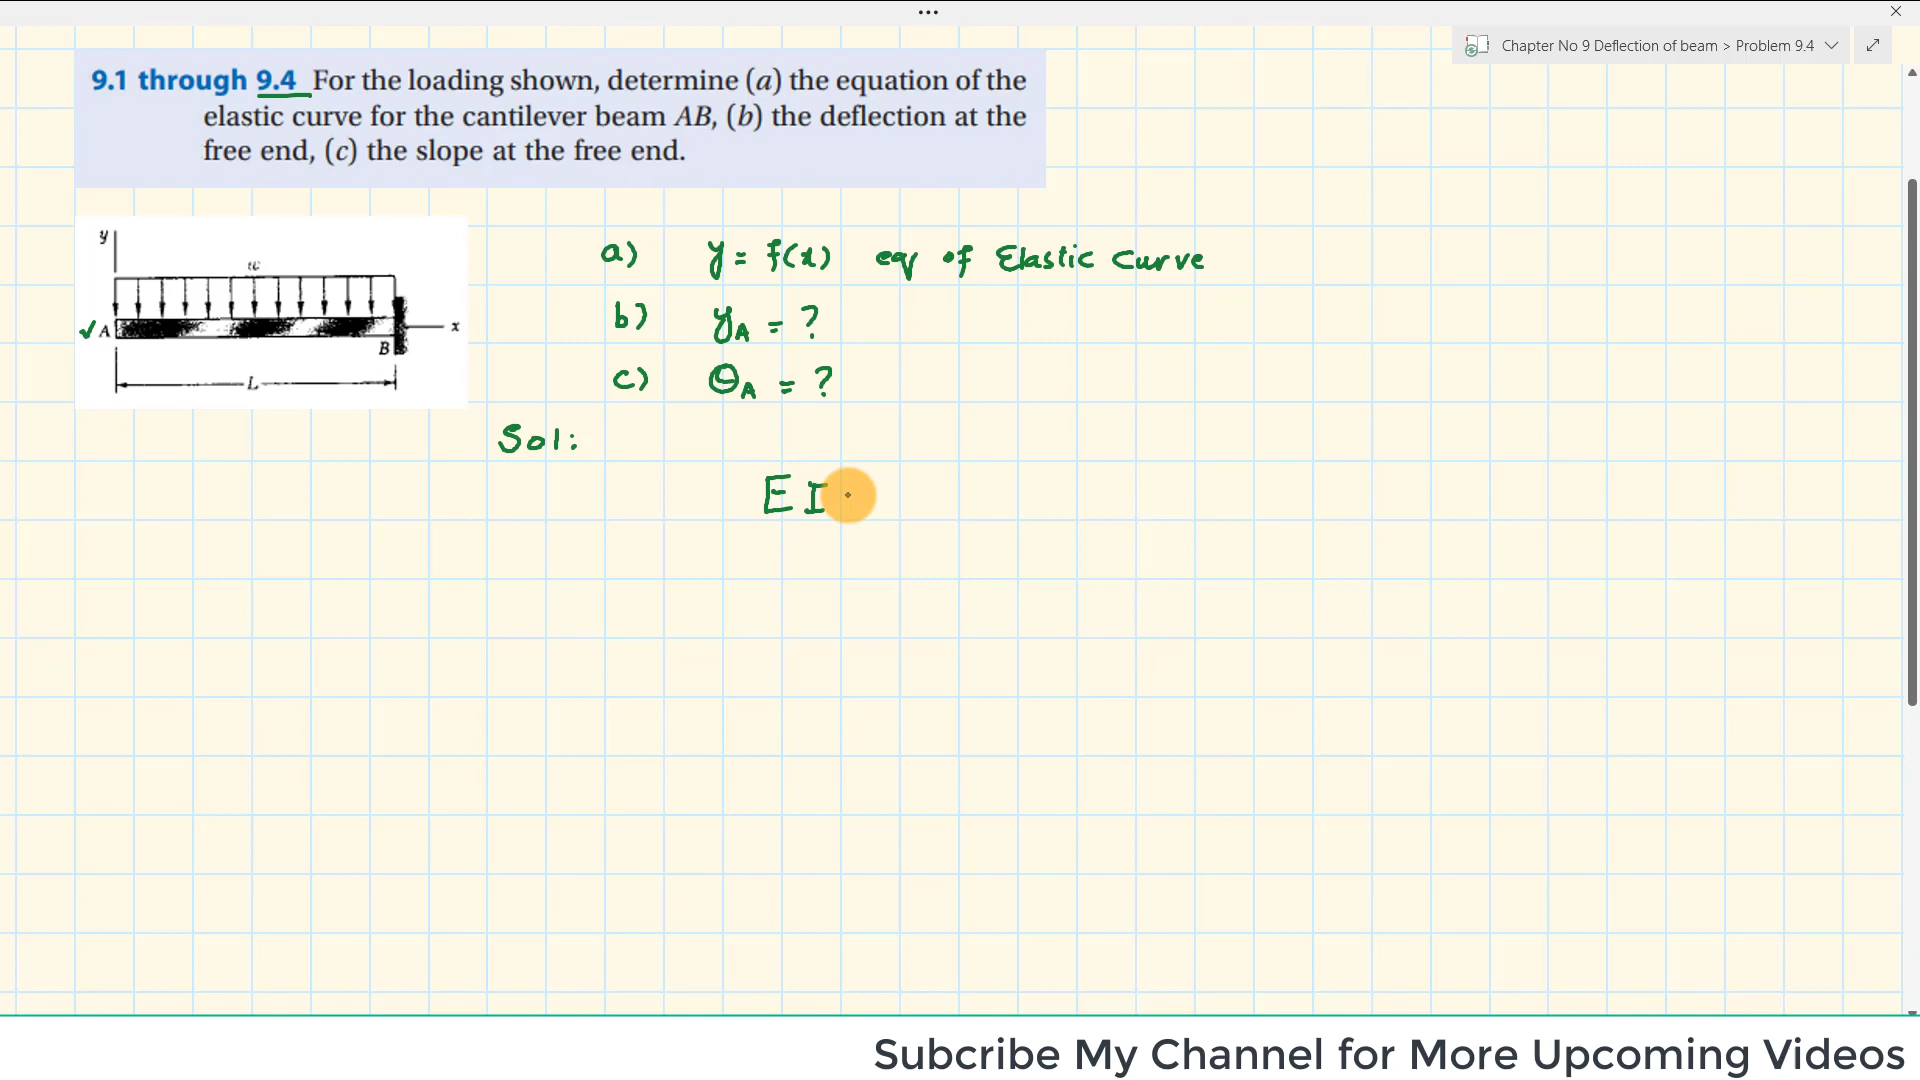 ...
Chapter No 9 Deflection of beam > Problem 9.4
9.1 through 9.4 For the loading shown, determine (a) the equation of the
elastic curve for the cantilever beam AB, (b) the deflection at the
free end, (c) the slope at the free end.
y
w
A
x
B
L
a) y = f(x) eq of Elastic Curve
b) yA = ?
c) ΘA = ?
Sol:
EI
Subcribe My Channel for More Upcoming Videos